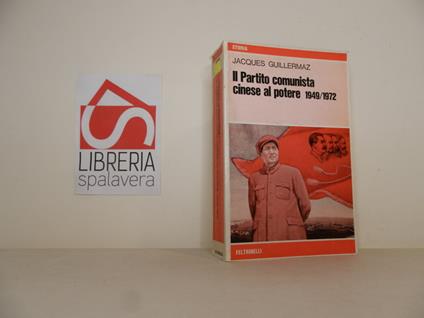 LIBRERIA
spalavera
STORIA
JACQUES GUILLERMAZ
Il Partito comunista
cinese al potere 1949/1972
FELTRINELLI